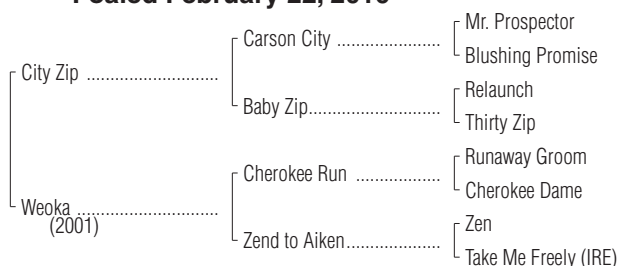 Foaled February 22, 2016
Mr. Prospector
Carson City ......................
Blushing Promise
City Zip ............................
Relaunch
Baby Zip............................
Thirty Zip
Runaway Groom
Cherokee Run ..................
Cherokee Dame
Weoka ..............................
(2001)
Zen
Zend to Aiken....................
Take Me Freely (IRE)